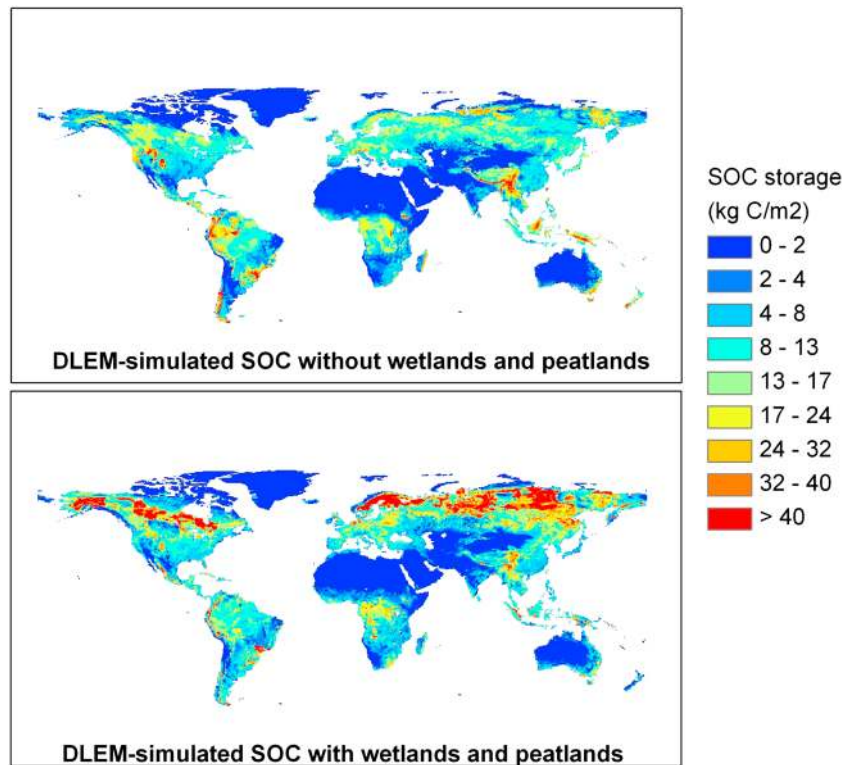 DLEM-simulated SOC without wetlands and peatlands
DLEM-simulated SOC with wetlands and peatlands
SOC storage
(kg C/m2)
0 - 2
2 - 4
4 - 8
8 - 13
13 - 17
17 - 24
24 - 32
32 - 40
> 40